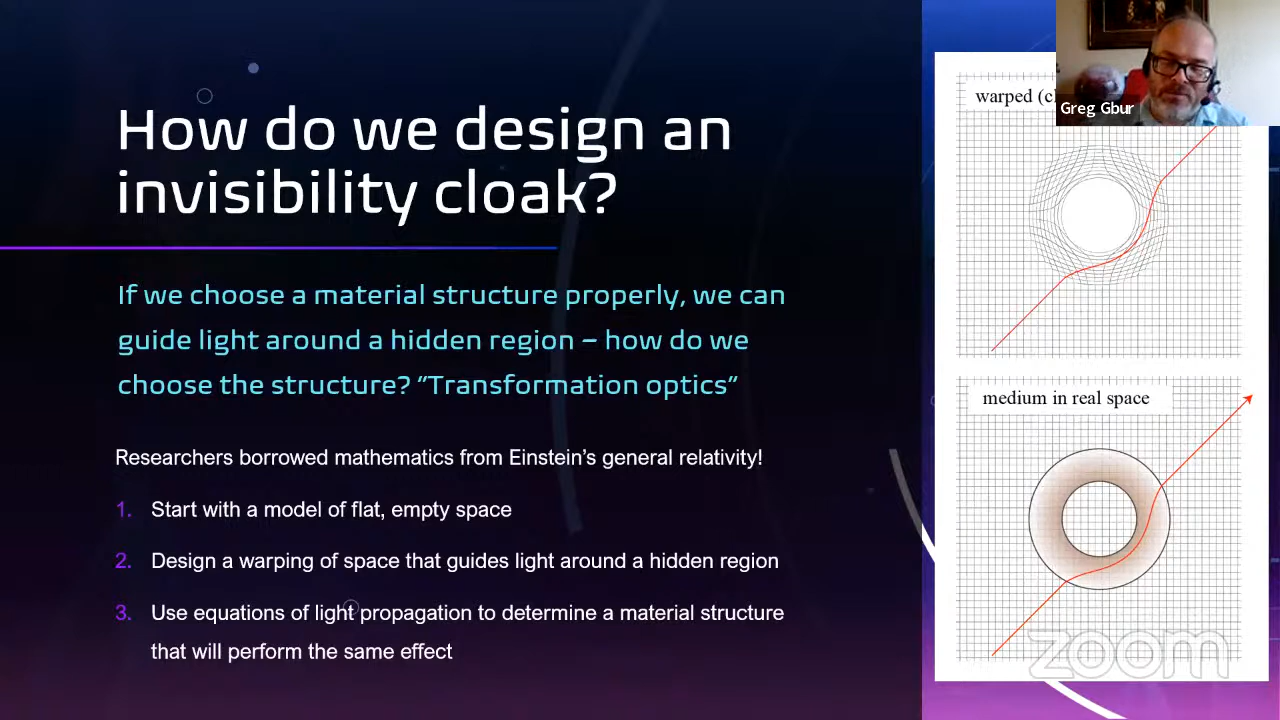 How do we design an
invisibility cloak?
If we choose a material structure properly, we can
guide light around a hidden region – how do we
choose the structure? “Transformation optics”
Researchers borrowed mathematics from Einstein’s general relativity!
1. Start with a model of flat, empty space
2. Design a warping of space that guides light around a hidden region
3. Use equations of light propagation to determine a material structure
that will perform the same effect
warped
Greg Gbur
medium in real space
zoom